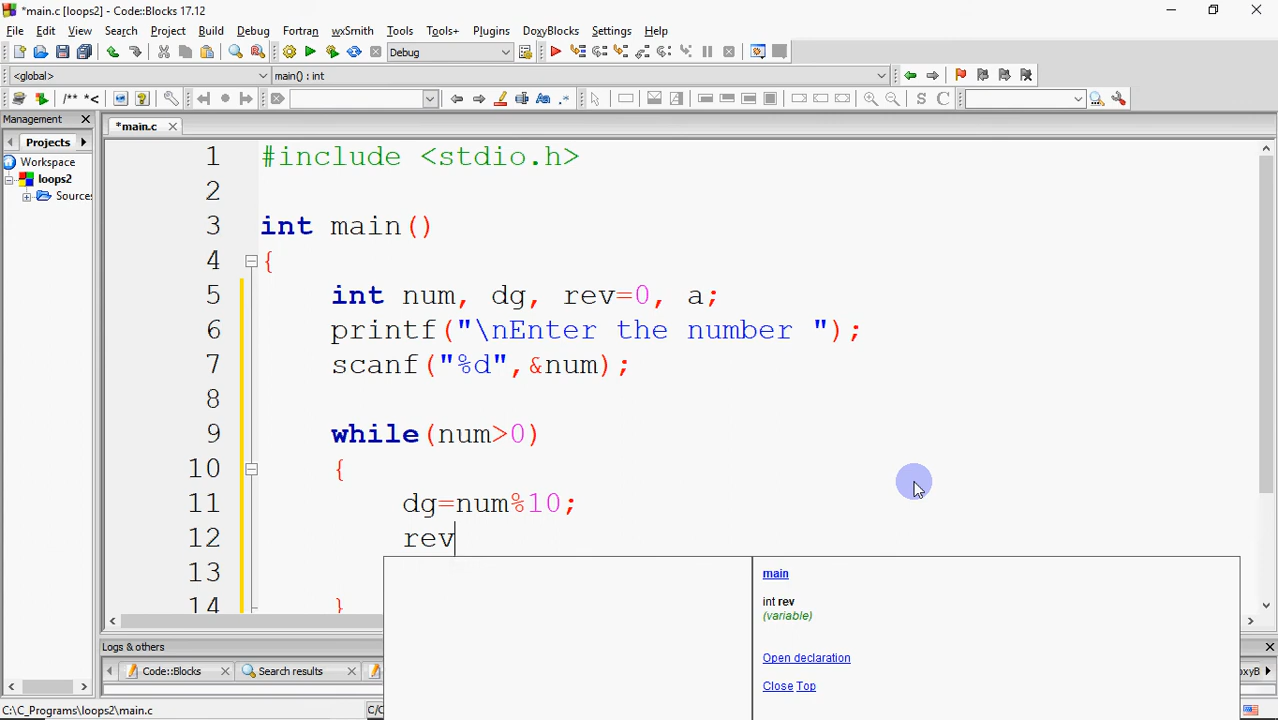 *main.c [loops2] - Code::Blocks 17.12
File Edit View Search Project Build Debug Fortran wxSmith Tools Tools+ Plugins DoxyBlocks Settings Help
Debug
<global> main() : int
/** *< S C
Management *main.c
Projects
Workspace
loops2
Sources
1 #include <stdio.h>
2
3 int main()
4 {
5 int num, dg, rev=0, a;
6 printf("\nEnter the number ");
7 scanf("%d",&num);
8
9 while(num>0)
10 {
11 dg=num%10;
12 rev
13
14 }
main
int rev
(variable)
Open declaration
Close Top
Logs & others
Code::Blocks Search results oxyB
C:\C_Programs\loops2\main.c C/C